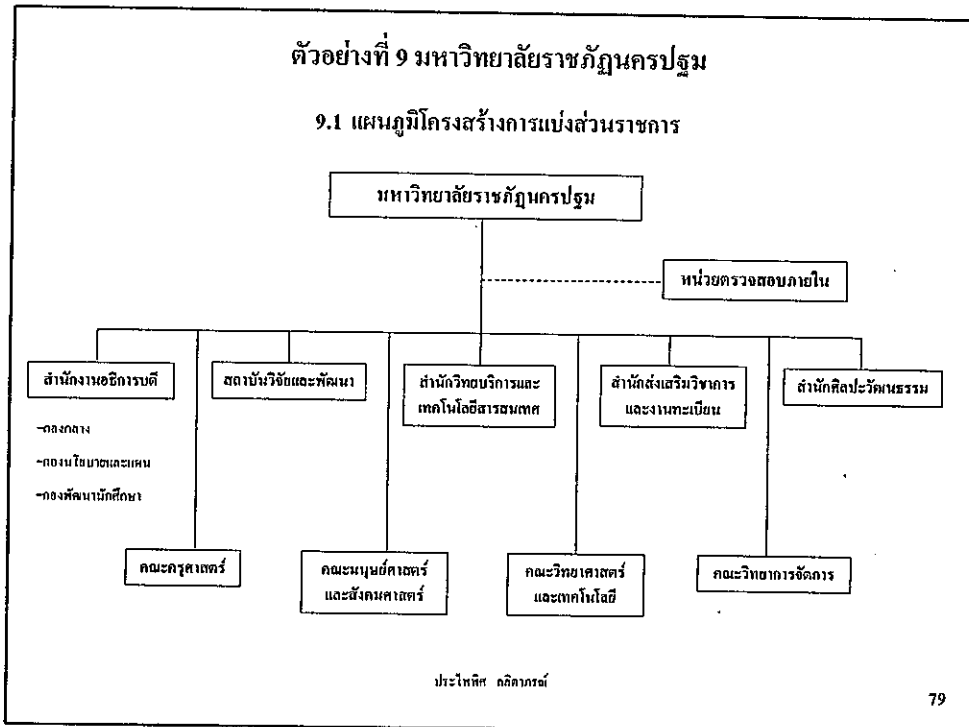 ตัวอย่างที่ 9 มหาวิทยาลัยราชภัฏนครปฐม
9.1 แผนภูมิโครงสร้างการแบ่งส่วนราชการ
มหาวิทยาลัยราชภัฏนครปฐม
หน่วยตรวจสอบภายใน
สำนักงานอธิการบดี
สถาบันวิจัยและพัฒนา
สำนักวิทยบริการและ
เทคโนโลยีสารสนเทศ
สำนักส่งเสริมวิชาการ
และงานทะเบียน
สำนักศิลปะวัฒนธรรม
-กองกลาง
-กองนโยบายและแผน
-กองพัฒนานักศึกษา
คณะครุศาสตร์
คณะมนุษย์ศาสตร์
และสังคมศาสตร์
คณะวิทยาศาสตร์
และเทคโนโลยี
คณะวิทยาการจัดการ
ประไพทิศ
79